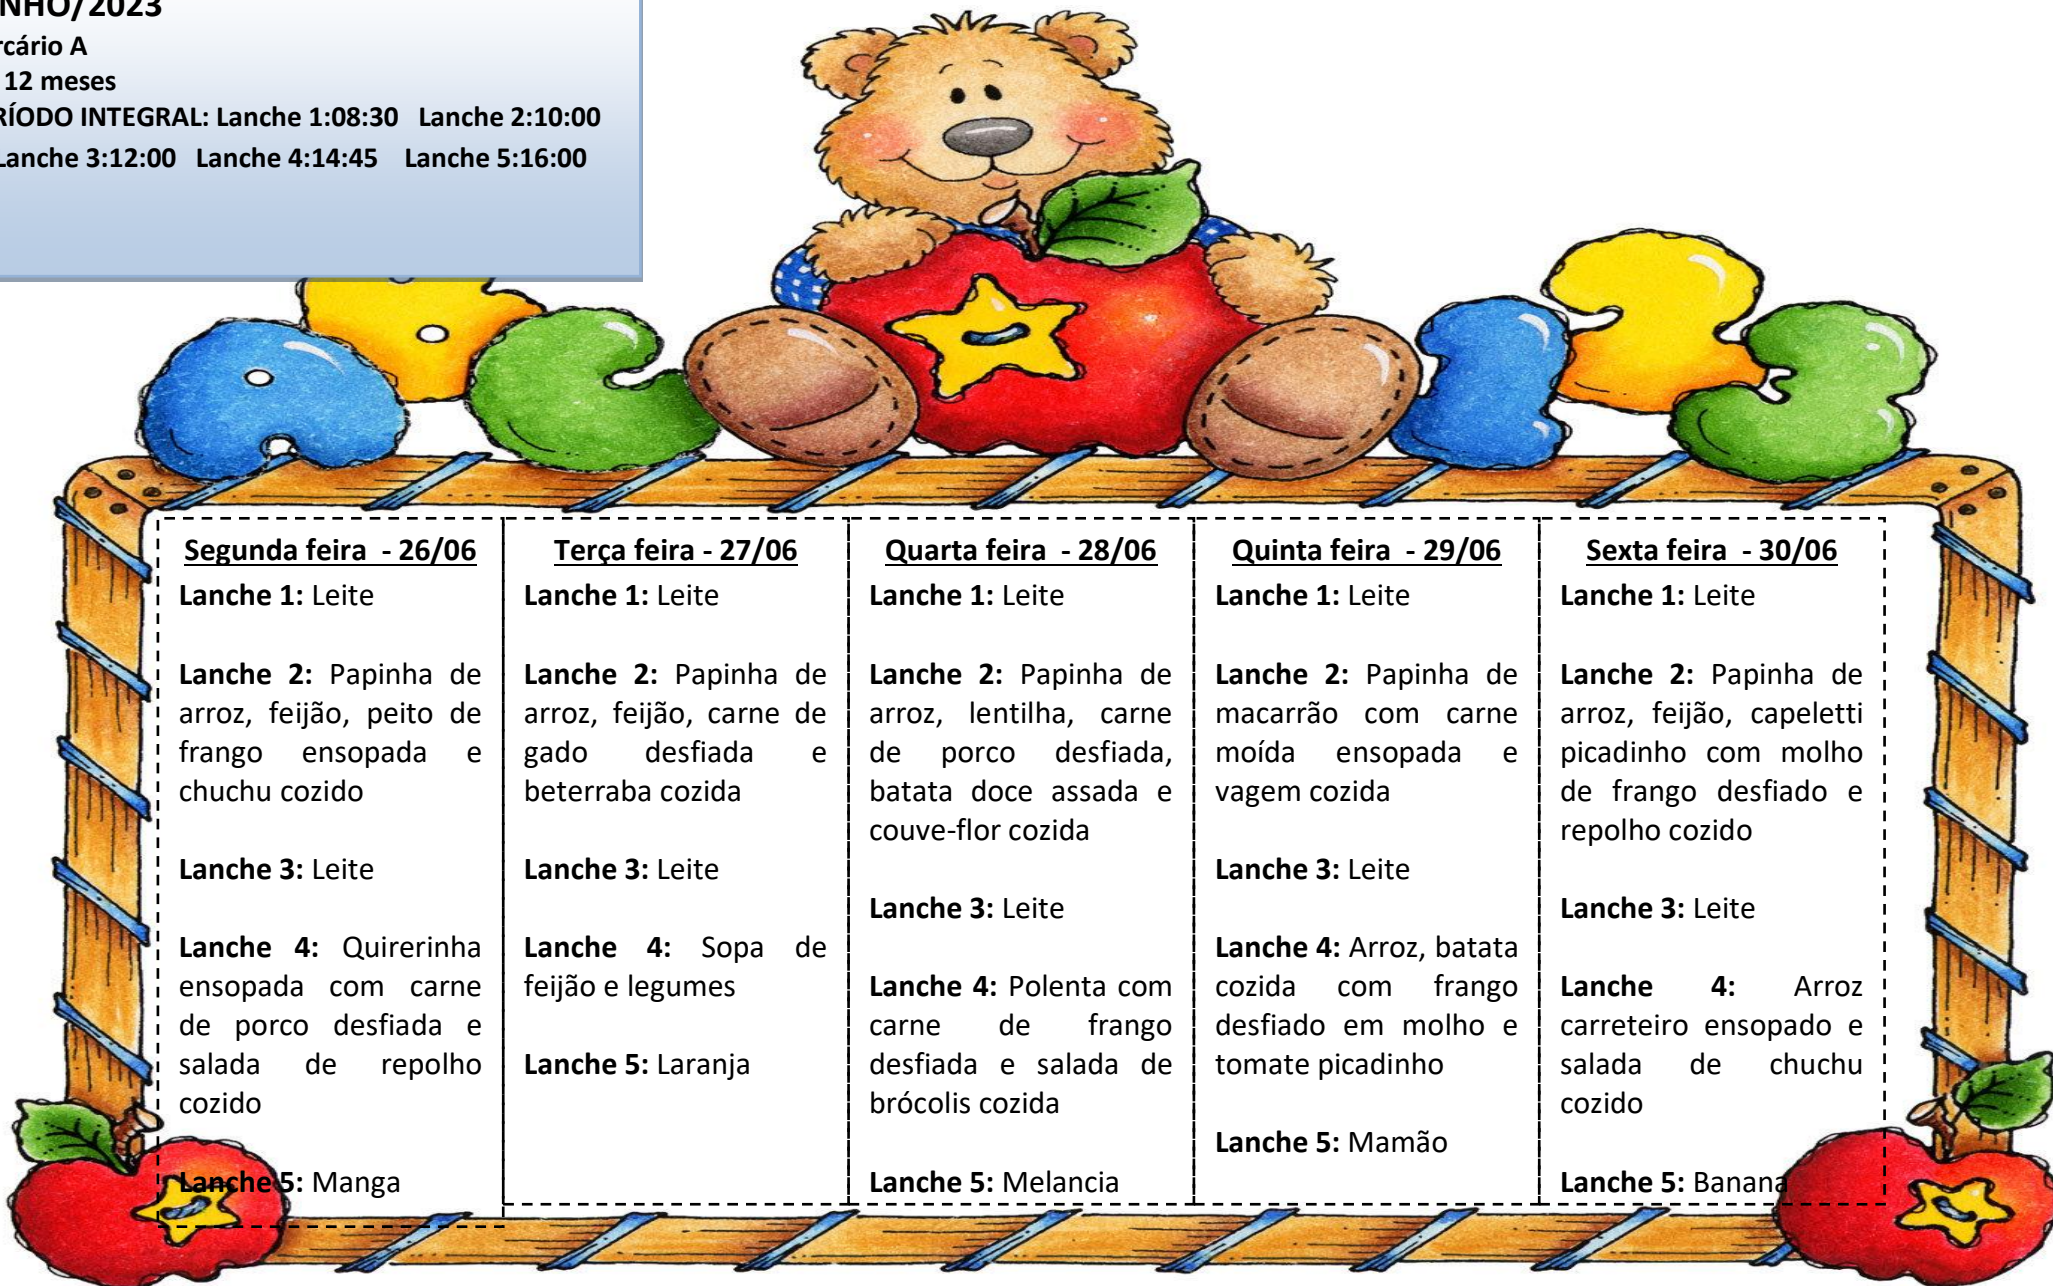 NHO/2023
rcário A
12 meses
RÍODO INTEGRAL: Lanche 1:08:30 Lanche 2:10:00
Lanche 3:12:00 Lanche 4:14:45 Lanche 5:16:00
Segunda feira - 26/06
Lanche 1: Leite
Lanche 2: Papinha de
arroz, feijão, peito de
frango ensopada e
chuchu cozido
Lanche 3: Leite
Lanche 4: Quirerinha
ensopada com carne
de porco desfiada e
salada de repolho
cozido
Lanche 5: Manga
Terça feira - 27/06
Lanche 1: Leite
Lanche 2: Papinha de
arroz, feijão, carne de
gado desfiada e
beterraba cozida
Lanche 3: Leite
Lanche 4: Sopa de
feijão e legumes
Lanche 5: Laranja
Quarta feira - 28/06
Lanche 1: Leite
Lanche 2: Papinha de
arroz, lentilha, carne
de porco desfiada,
batata doce assada e
couve-flor cozida
Lanche 3: Leite
Lanche 4: Polenta com
carne de frango
desfiada e salada de
brócolis cozida
Lanche 5: Melancia
Quinta feira - 29/06
Lanche 1: Leite
Lanche 2: Papinha de
macarrão com carne
moída ensopada e
vagem cozida
Lanche 3: Leite
Lanche 4: Arroz, batata
cozida com frango
desfiado em molho e
tomate picadinho
Lanche 5: Mamão
Sexta feira - 30/06
Lanche 1: Leite
Lanche 2: Papinha de
arroz, feijão, capeletti
picadinho com molho
de frango desfiado e
repolho cozido
Lanche 3: Leite
Lanche 4: Arroz
carreteiro ensopado e
salada de chuchu
cozido
Lanche 5: Banana